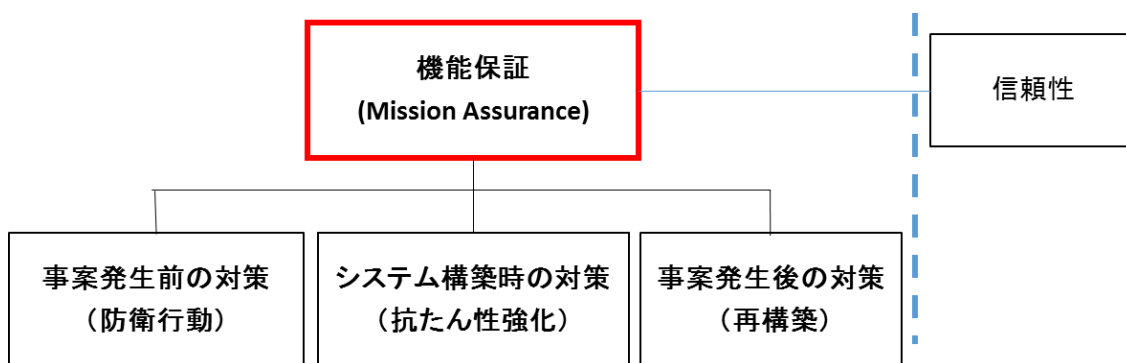 機能保証
(Mission Assurance)
信頼性
事案発生前の対策
（防衛行動）
システム構築時の対策
（抗たん性強化）
事案発生後の対策
（再構築）